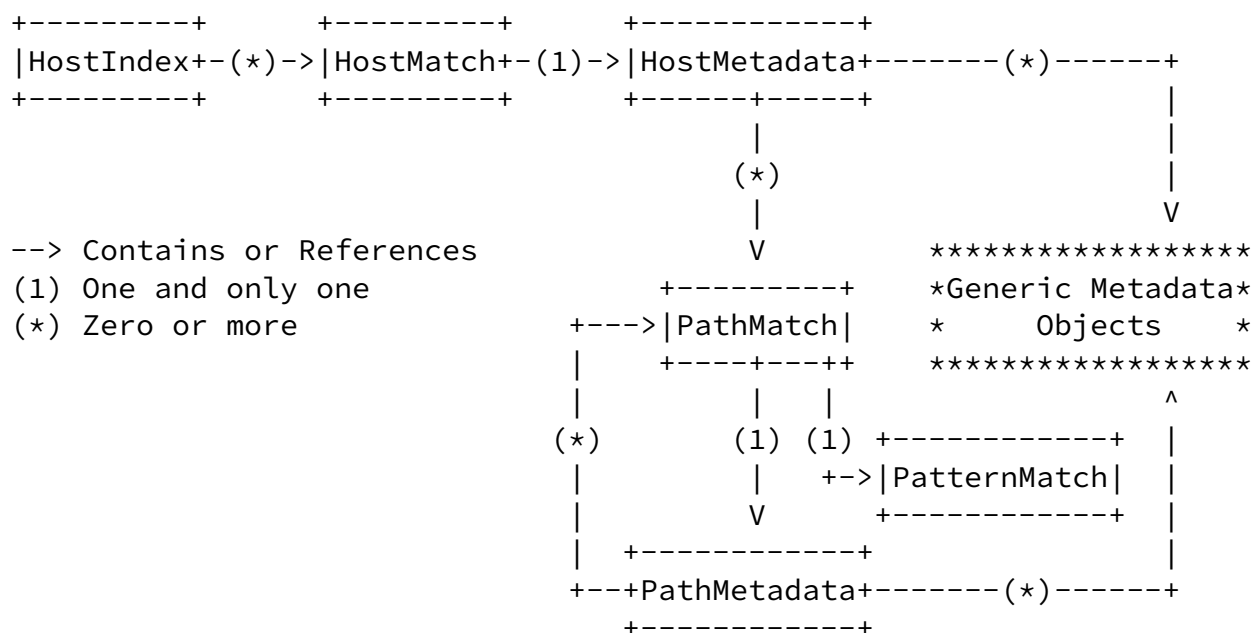 +---------+      +---------+      +------------+
|HostIndex+-(*)->|HostMatch+-(1)->|HostMetadata+-------(*)------+
+---------+      +---------+      +------+-----+                |
                                         |                      |
                                        (*)                     |
                                         |                      V
--> Contains or References               V         ******************
(1) One and only one                +---------+    *Generic Metadata*
(*) Zero or more               +--->|PathMatch|    *     Objects    *
                               |    +----+---++    ******************
                               |         |   |                  ^
                              (*)       (1) (1) +------------+  |
                               |         |   +->|PatternMatch|  |
                               |         V      +------------+  |
                               |  +------------+                |
                               +--+PathMetadata+-------(*)------+
                                  +------------+